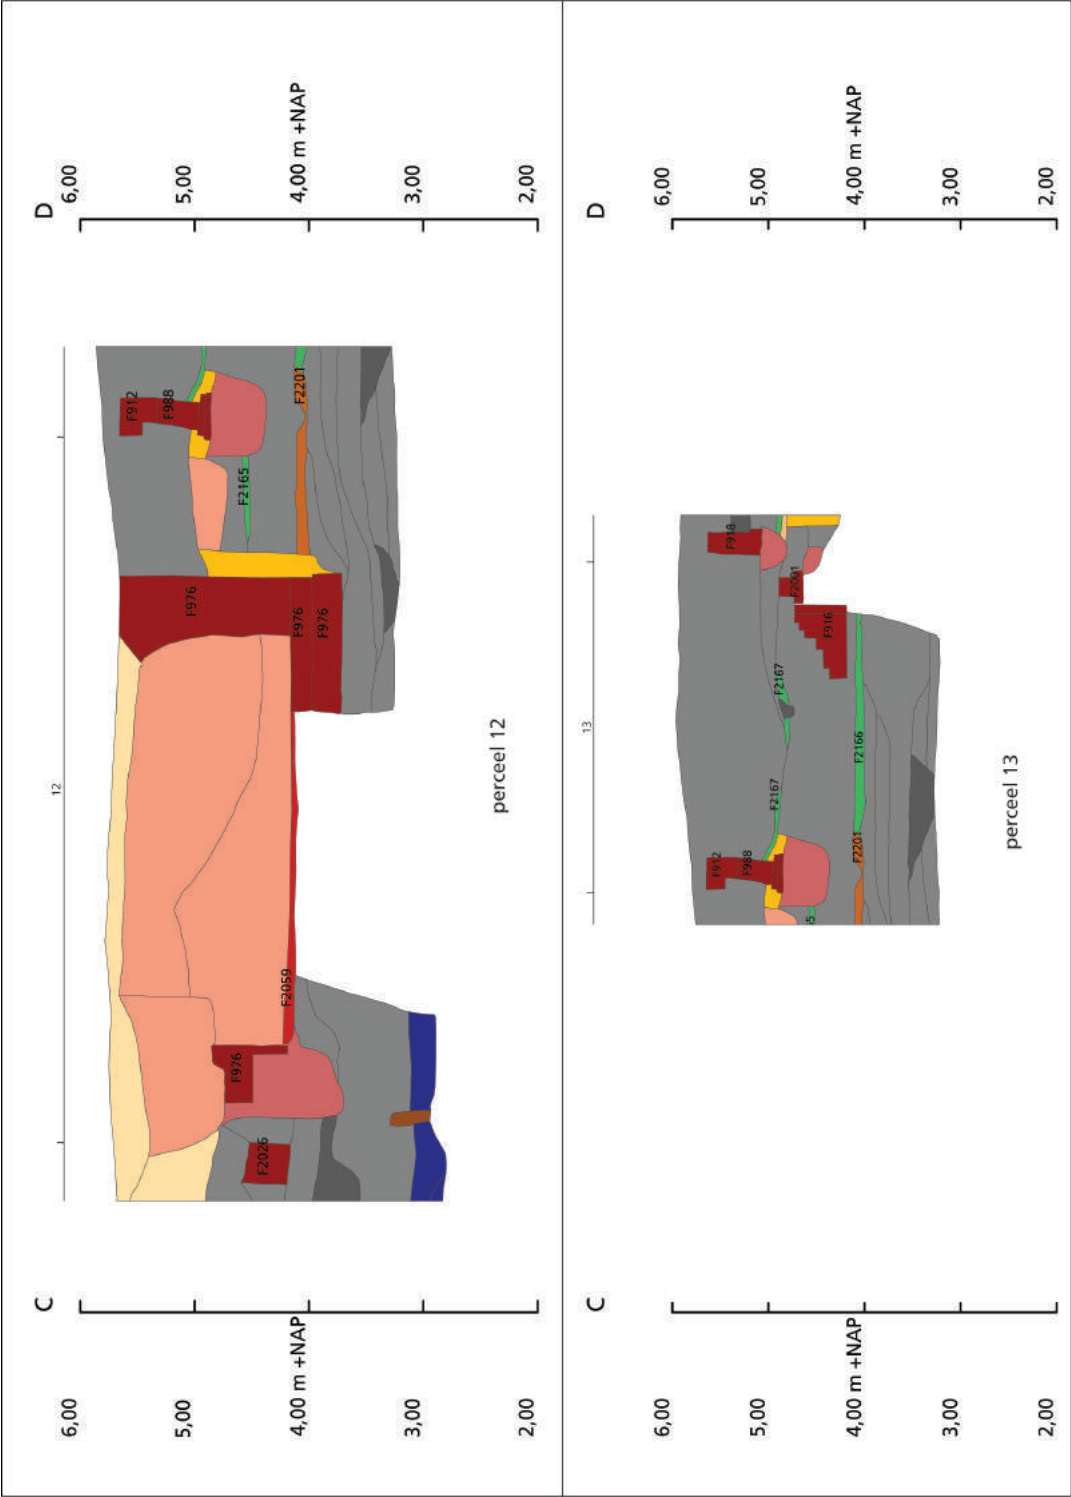 C
D
6,00
5,00
4,00 m +NAP
3,00
2,00
6,00
5,00
4,00 m +NAP
3,00
2,00
12
F2026
F976
F2059
F976
F976
F976
F2165
F912
F988
F2201
perceel 12
C
D
6,00
5,00
4,00 m +NAP
3,00
2,00
6,00
5,00
4,00 m +NAP
3,00
2,00
13
F912
F988
F2201
F2167
F2166
F2167
F916
F2001
F918
perceel 13